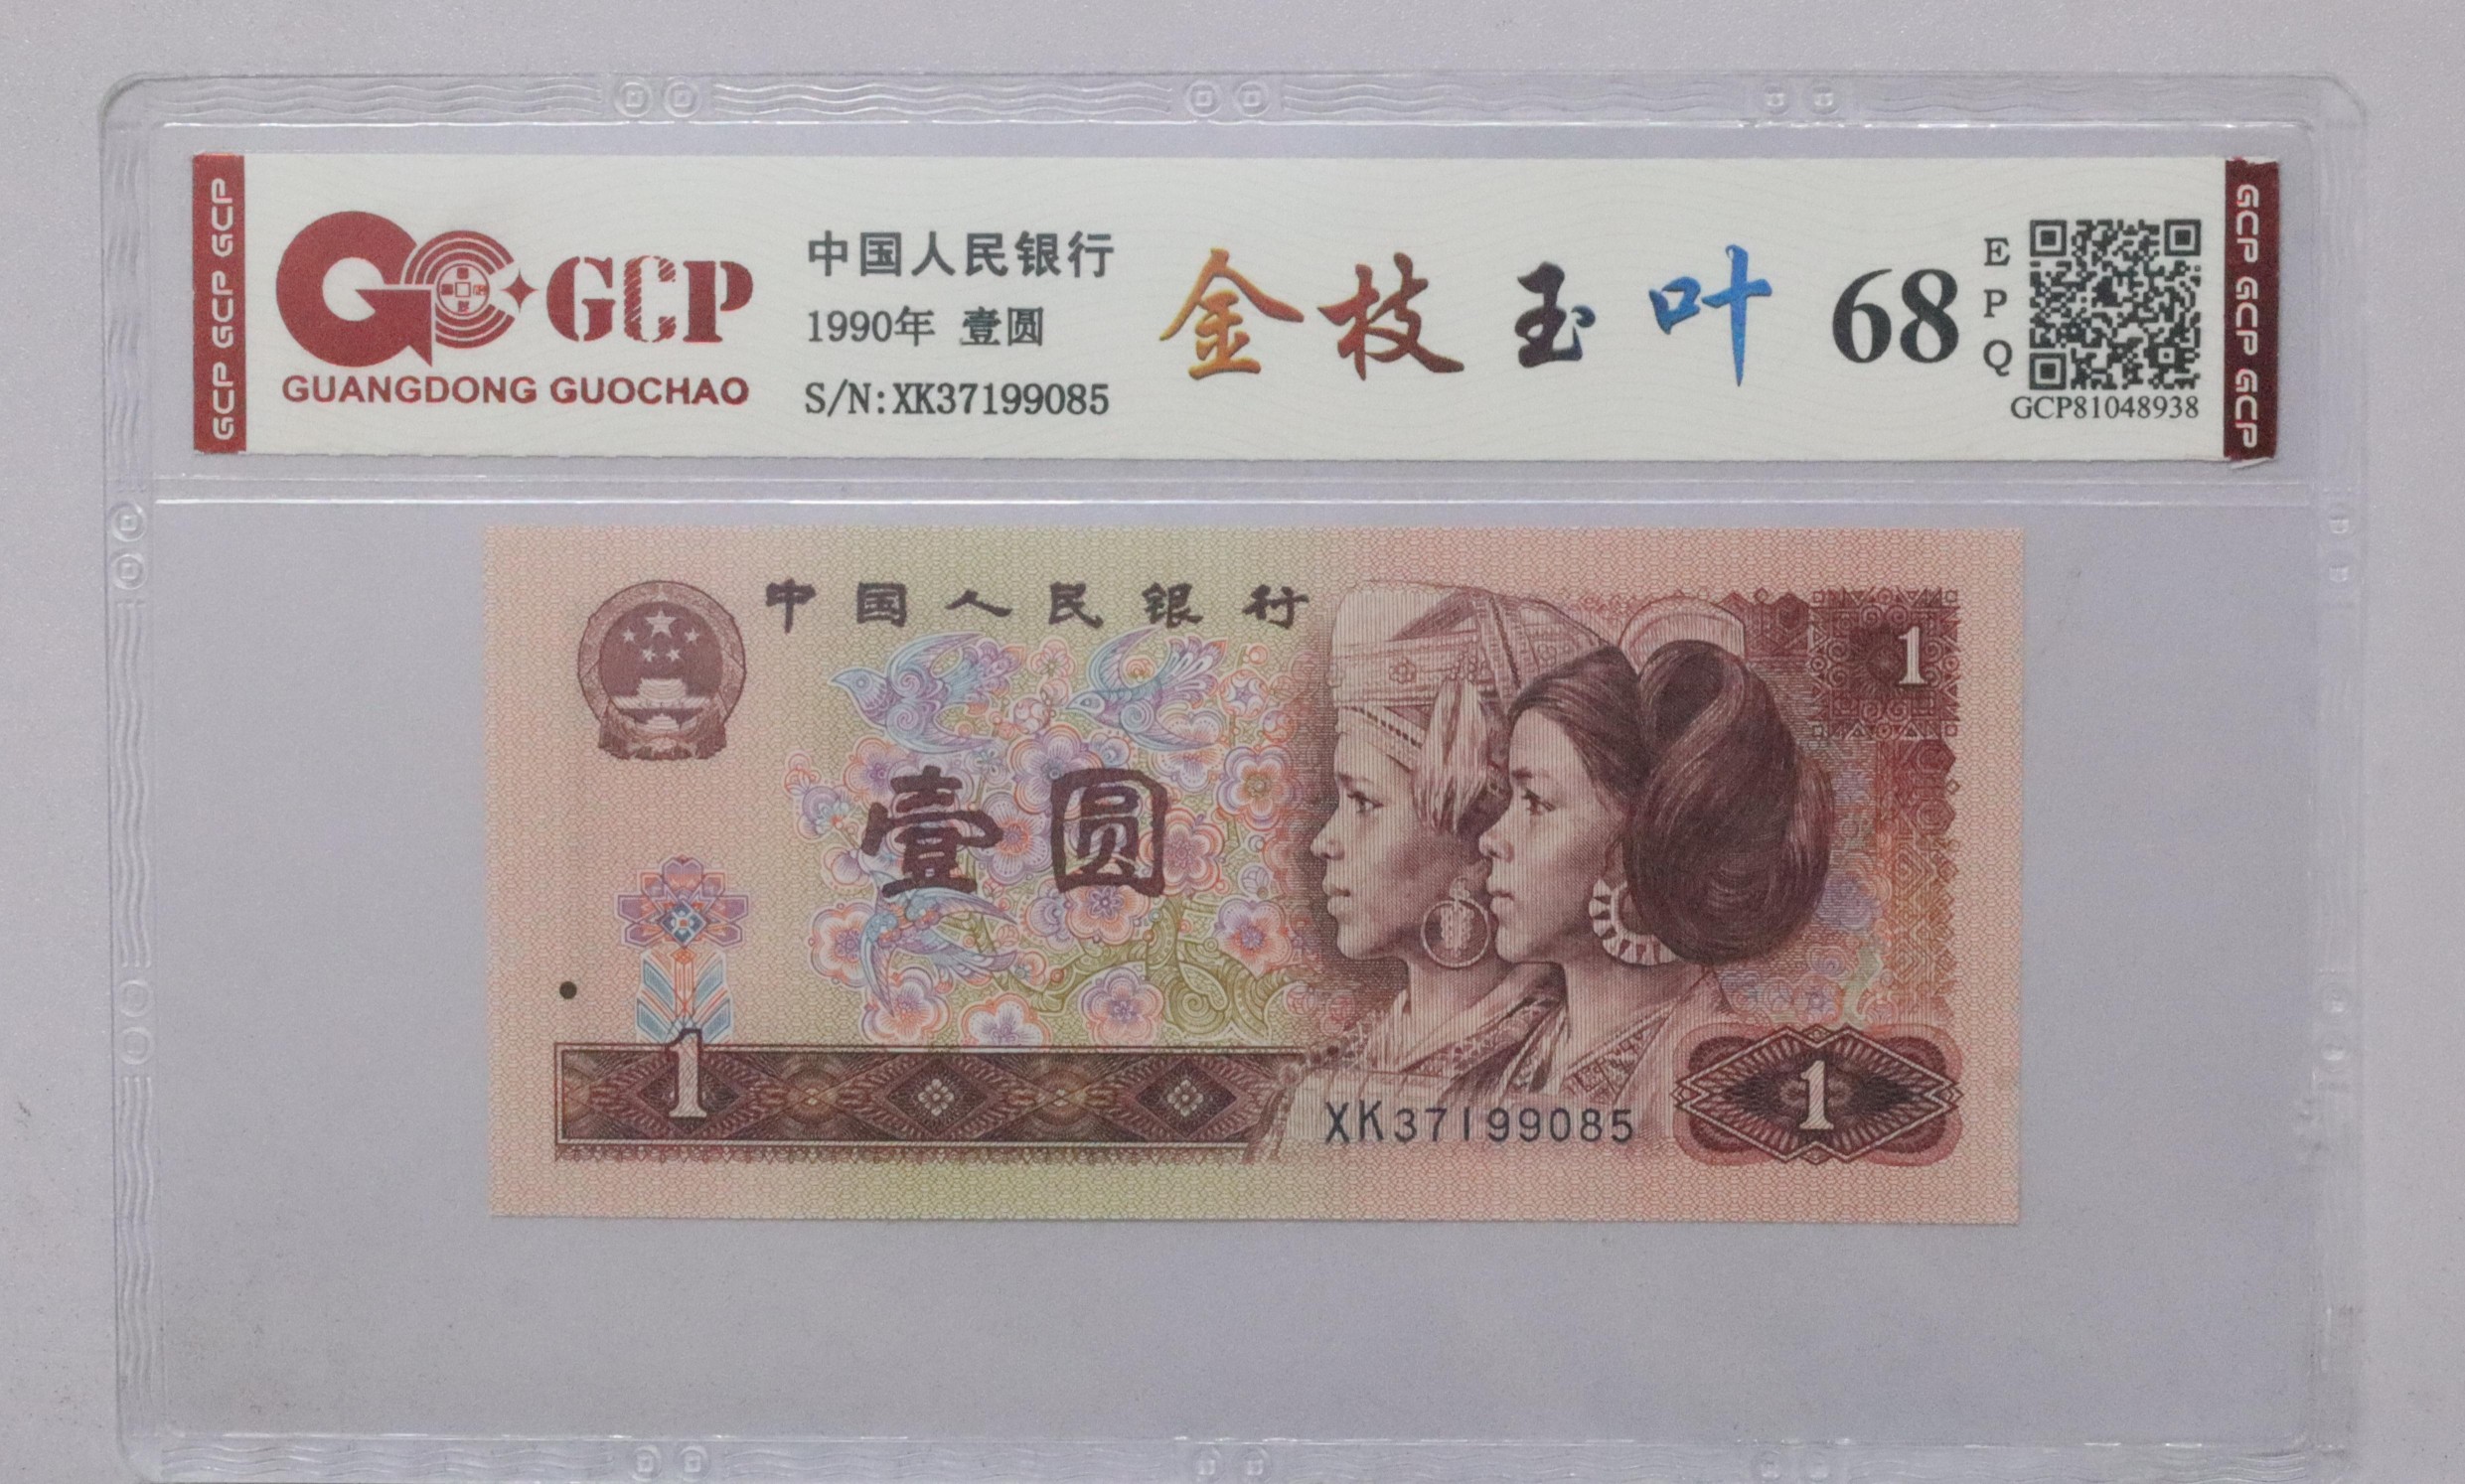 GCP GCP GCP
GCP
GUANGDONG GUOCHAO
中国人民银行
1990年 壹圆
S/N:XK37199085
金枝玉叶
68
EPQ
GCP81048938
GCP GCP GCP
中国人民银行
1
壹圆
1
XK37199085
1